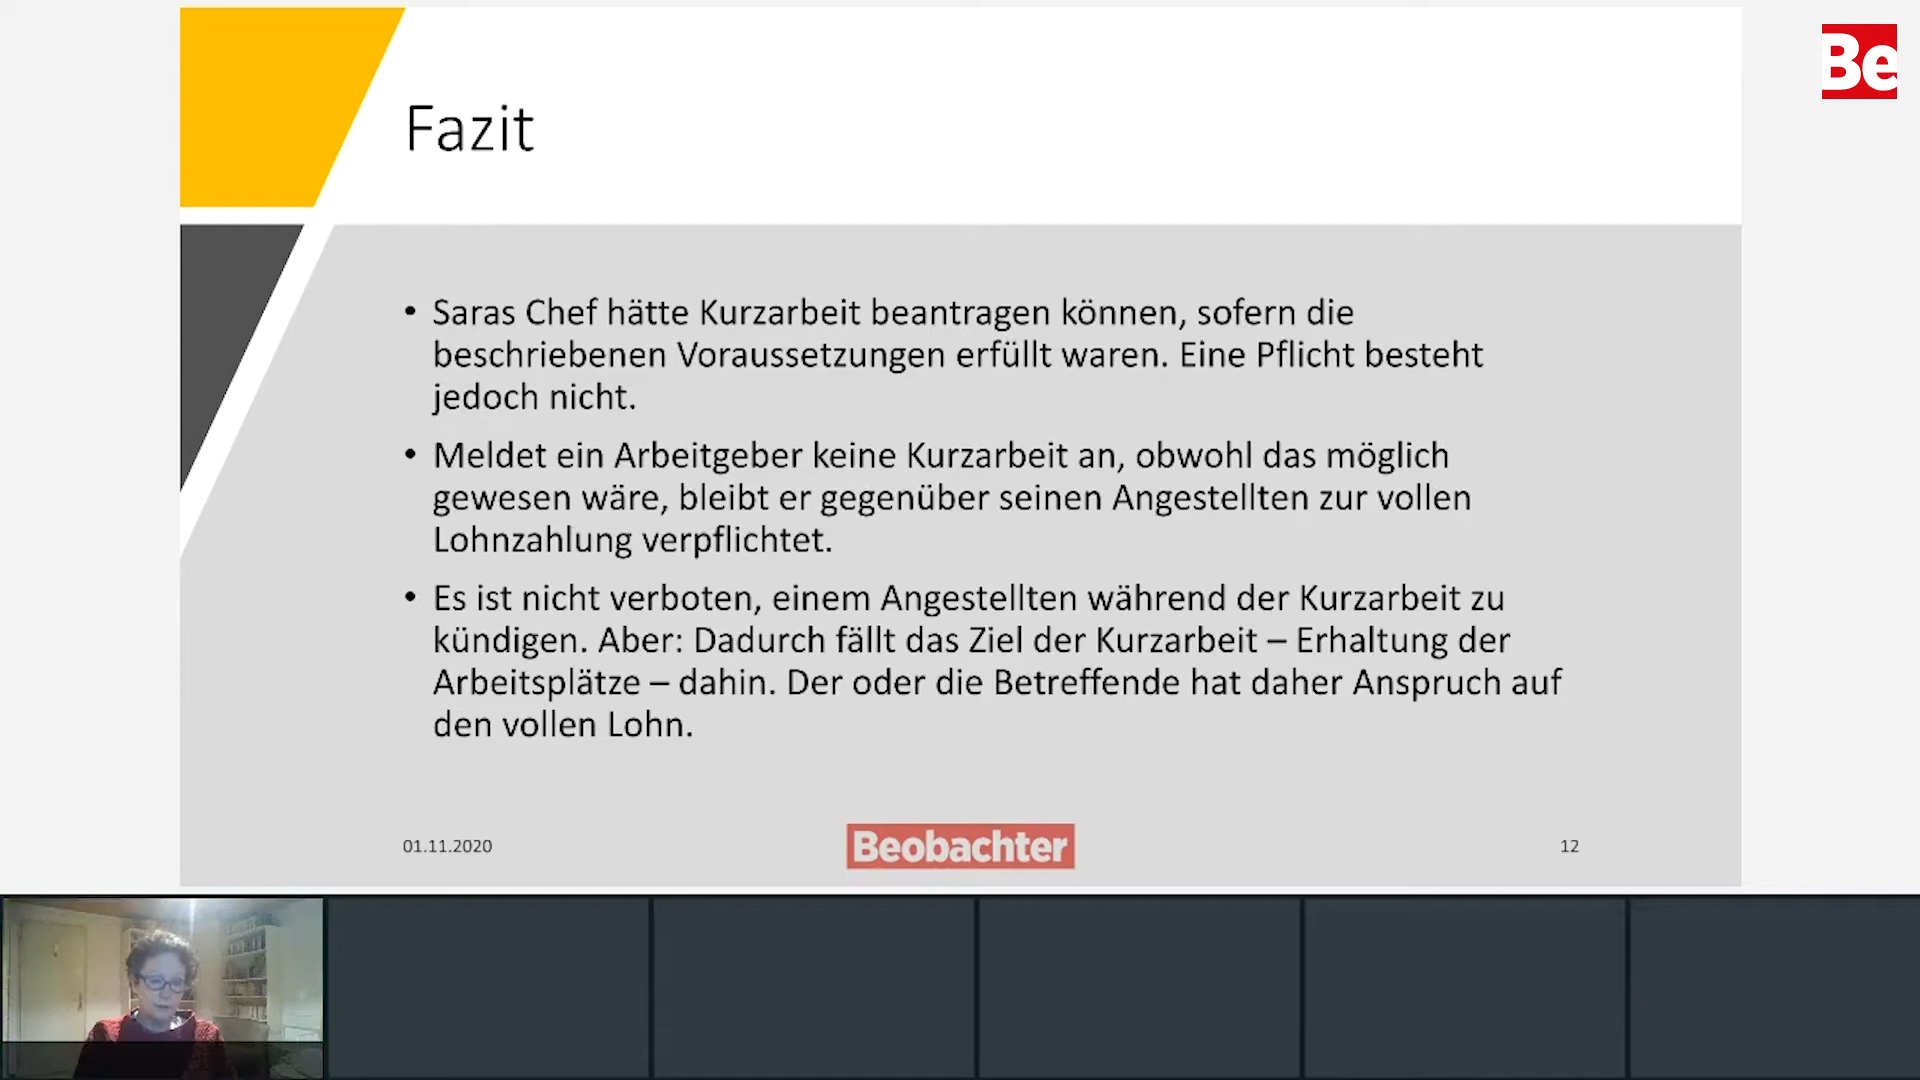 Be
Fazit
• Saras Chef hätte Kurzarbeit beantragen können, sofern die
beschriebenen Voraussetzungen erfüllt waren. Eine Pflicht besteht
jedoch nicht.
• Meldet ein Arbeitgeber keine Kurzarbeit an, obwohl das möglich
gewesen wäre, bleibt er gegenüber seinen Angestellten zur vollen
Lohnzahlung verpflichtet.
• Es ist nicht verboten, einem Angestellten während der Kurzarbeit zu
kündigen. Aber: Dadurch fällt das Ziel der Kurzarbeit – Erhaltung der
Arbeitsplätze – dahin. Der oder die Betreffende hat daher Anspruch auf
den vollen Lohn.
01.11.2020
Beobachter
12